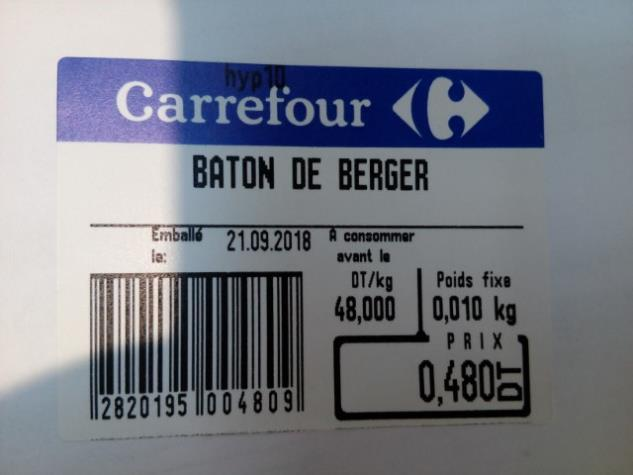 hyp10
Carrefour
BATON DE BERGER
Emballé le: 21.09.2018 A consommer avant le
DT/kg Poids fixe
48,000 0,010 kg
PRIX
0,480 DT
2820195 004809